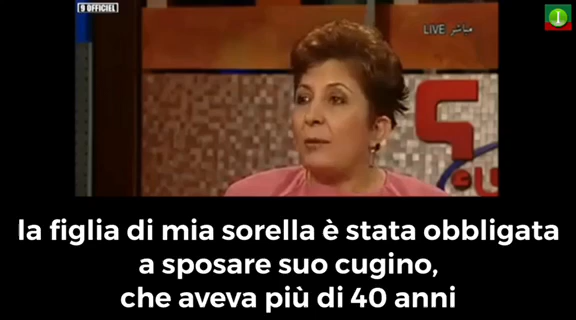 9 OFFICIEL
LIVE مباشر
la figlia di mia sorella è stata obbligata
a sposare suo cugino,
che aveva più di 40 anni